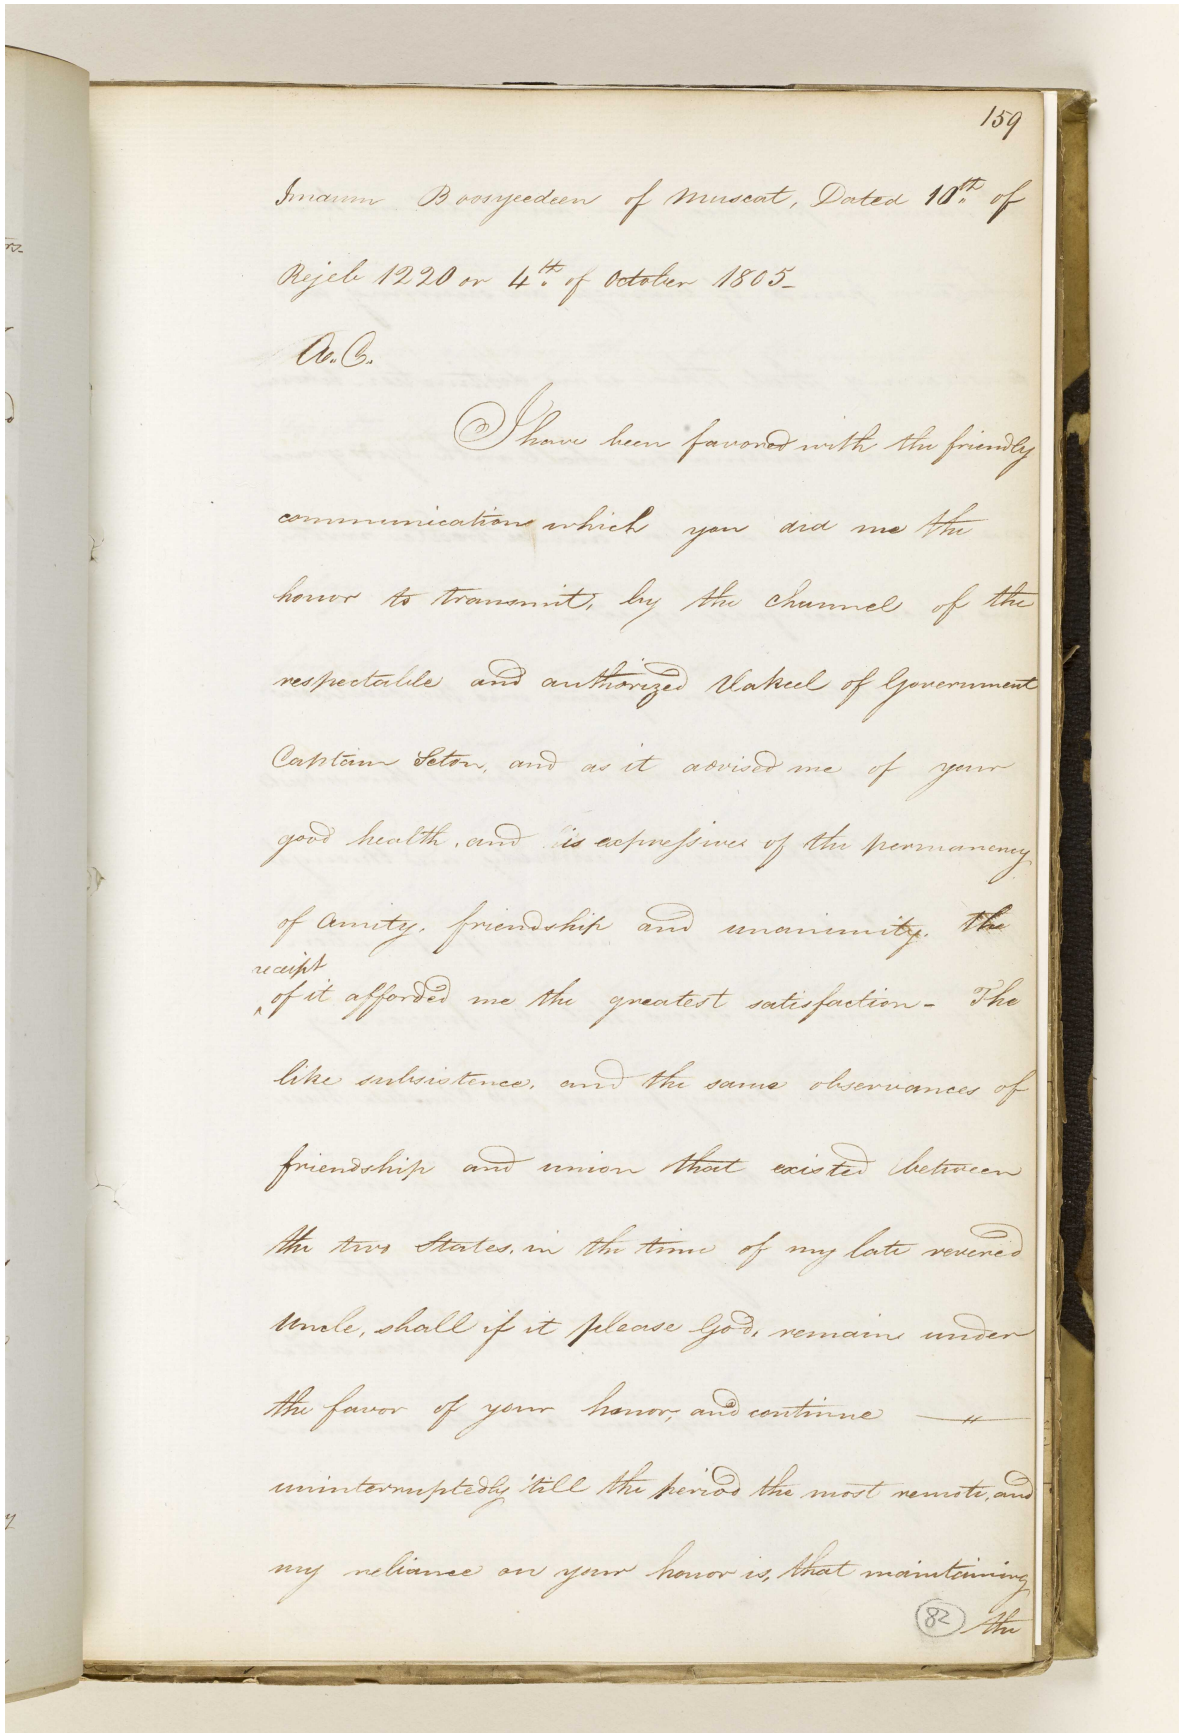 159
Imaum Boosyeedeen of Muscat, Dated 10th. of
Rejeb 1220 or 4th. of October 1805_
A. C.
I have been favored with the friendly
communication which you did me the
honor to transmit, by the channel of the
respectable and authorized Vakeel of Government
Captain Seton, and as it advised me of your
good health, and is expressive of the permanency
of Amity, friendship and unanimity, the
receipt
of it afforded me the greatest satisfaction_ The
like subsistence, and the same observances of
friendship and union that existed between
the two States, in the time of my late revered
Uncle, shall if it please God, remain under
the favor of your honor, and continue
uninterruptedly 'till the period the most remote, and
my reliance on your honor is, that maintaining
82 the